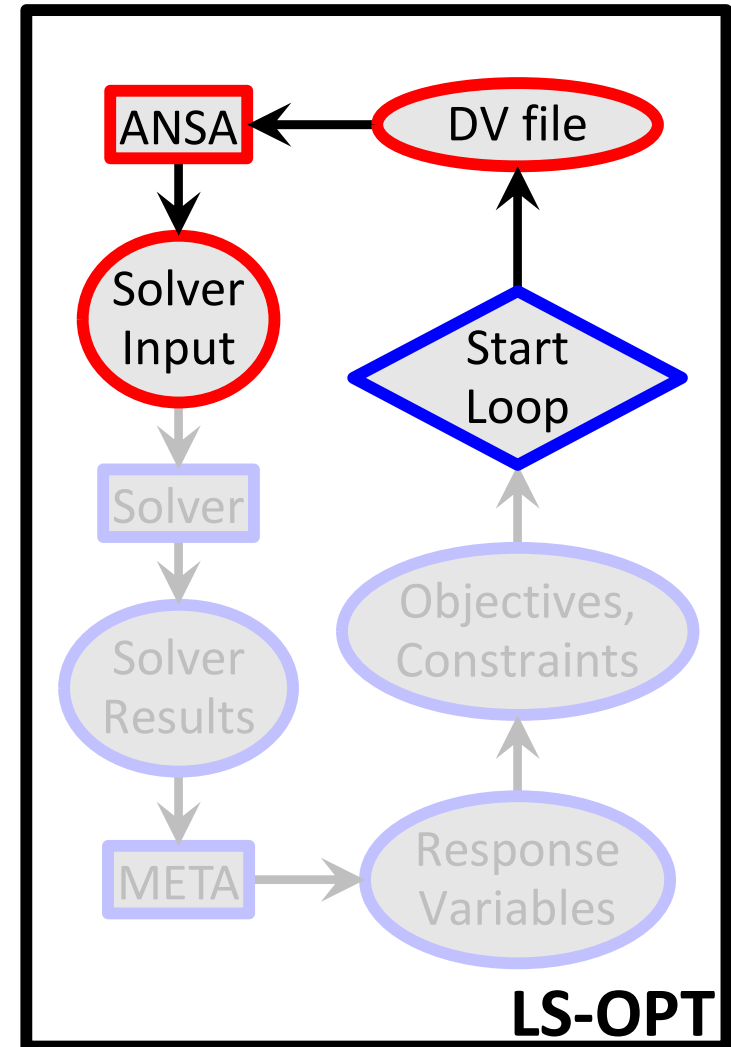 ANSA
DV file
Solver
Input
Start
Loop
Solver
Objectives,
Constraints
Solver
Results
META
Response
Variables
LS-OPT